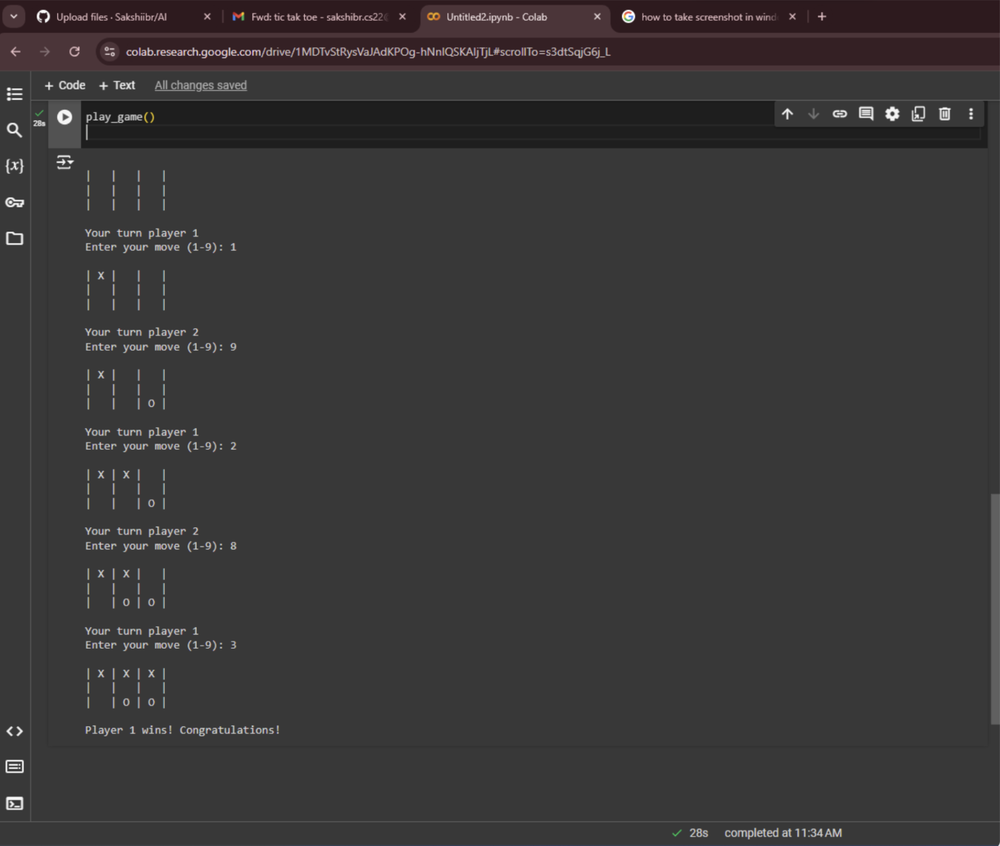 Upload files · Sakshiibr/AI
Fwd: tic tak toe - sakshibr.cs22
Untitled2.ipynb - Colab
how to take screenshot in wind
colab.research.google.com/drive/1MDTvStRysVaJAdKPOg-hNnIQSKAljTjL#scrollTo=s3dtSqjG6j_L
+ Code + Text All changes saved
28s
play_game()
{x}
|   |   |   |
|   |   |   |
|   |   |   |
Your turn player 1
Enter your move (1-9): 1
| X |   |   |
|   |   |   |
|   |   |   |
Your turn player 2
Enter your move (1-9): 9
| X |   |   |
|   |   |   |
|   |   | O |
Your turn player 1
Enter your move (1-9): 2
| X | X |   |
|   |   |   |
|   |   | O |
Your turn player 2
Enter your move (1-9): 8
| X | X |   |
|   |   |   |
|   | O | O |
Your turn player 1
Enter your move (1-9): 3
| X | X | X |
|   |   |   |
|   | O | O |
Player 1 wins! Congratulations!
28s completed at 11:34 AM